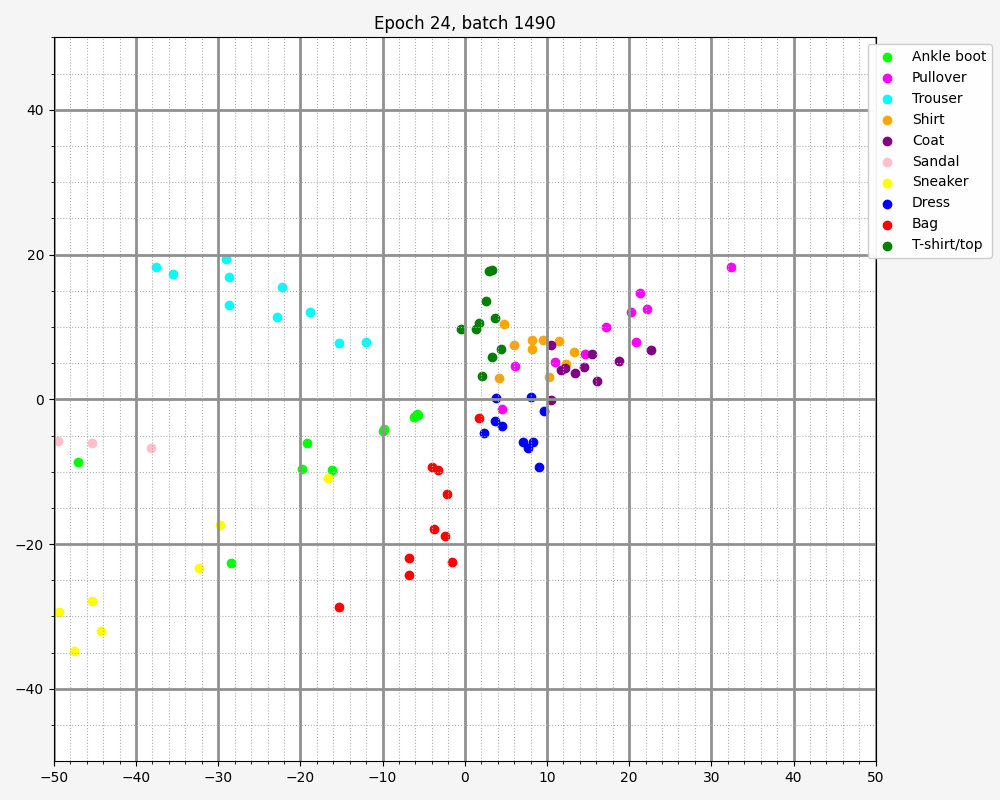 Epoch 24, batch 1490
Ankle boot
Pullover
Trouser
Shirt
Coat
Sandal
Sneaker
Dress
Bag
T-shirt/top
40
20
0
−20
−40
−50 −40 −30 −20 −10 0 10 20 30 40 50